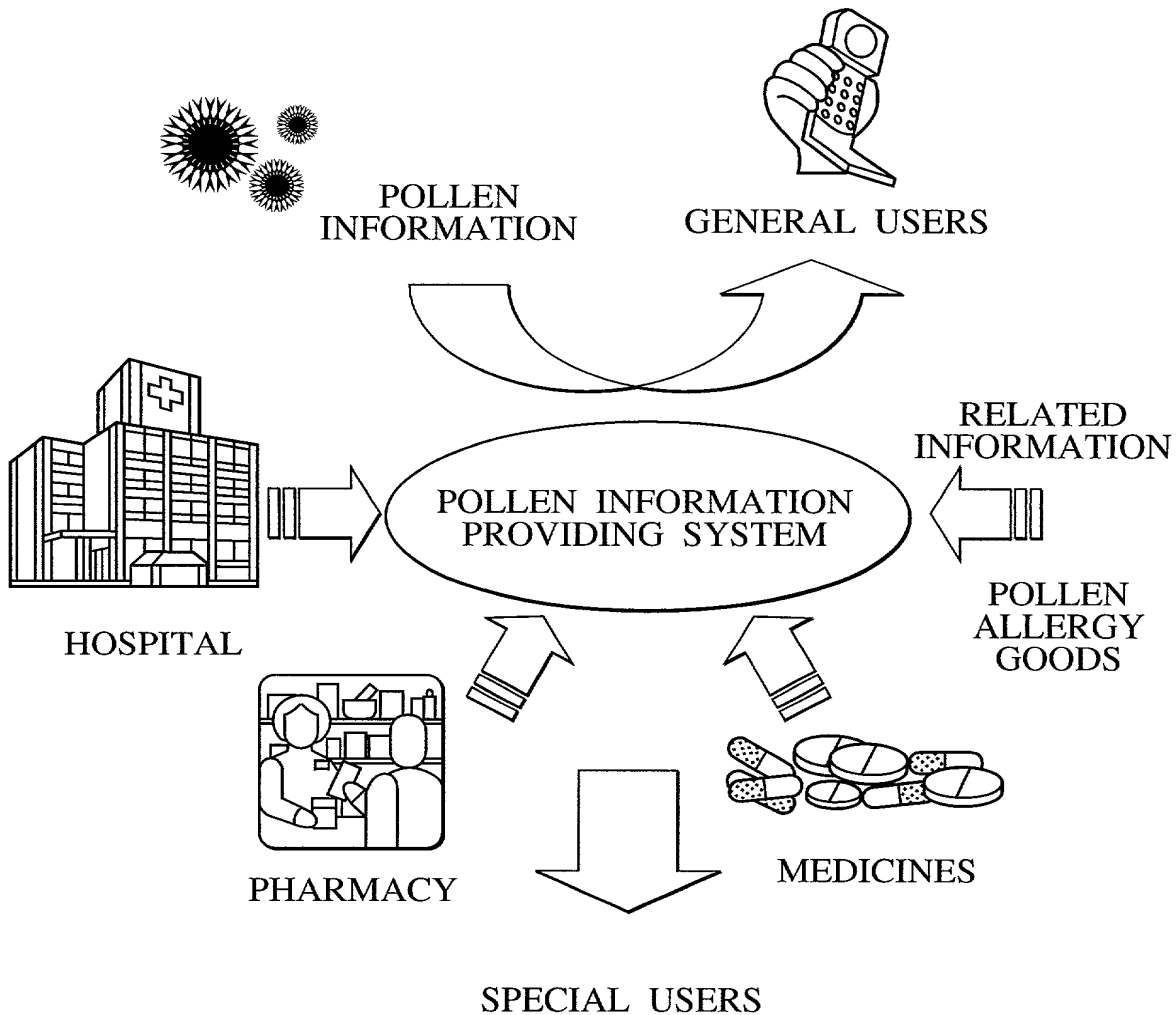 POLLEN
INFORMATION
GENERAL USERS
RELATED
INFORMATION
POLLEN INFORMATION
PROVIDING SYSTEM
POLLEN
ALLERGY
GOODS
HOSPITAL
PHARMACY
MEDICINES
SPECIAL USERS